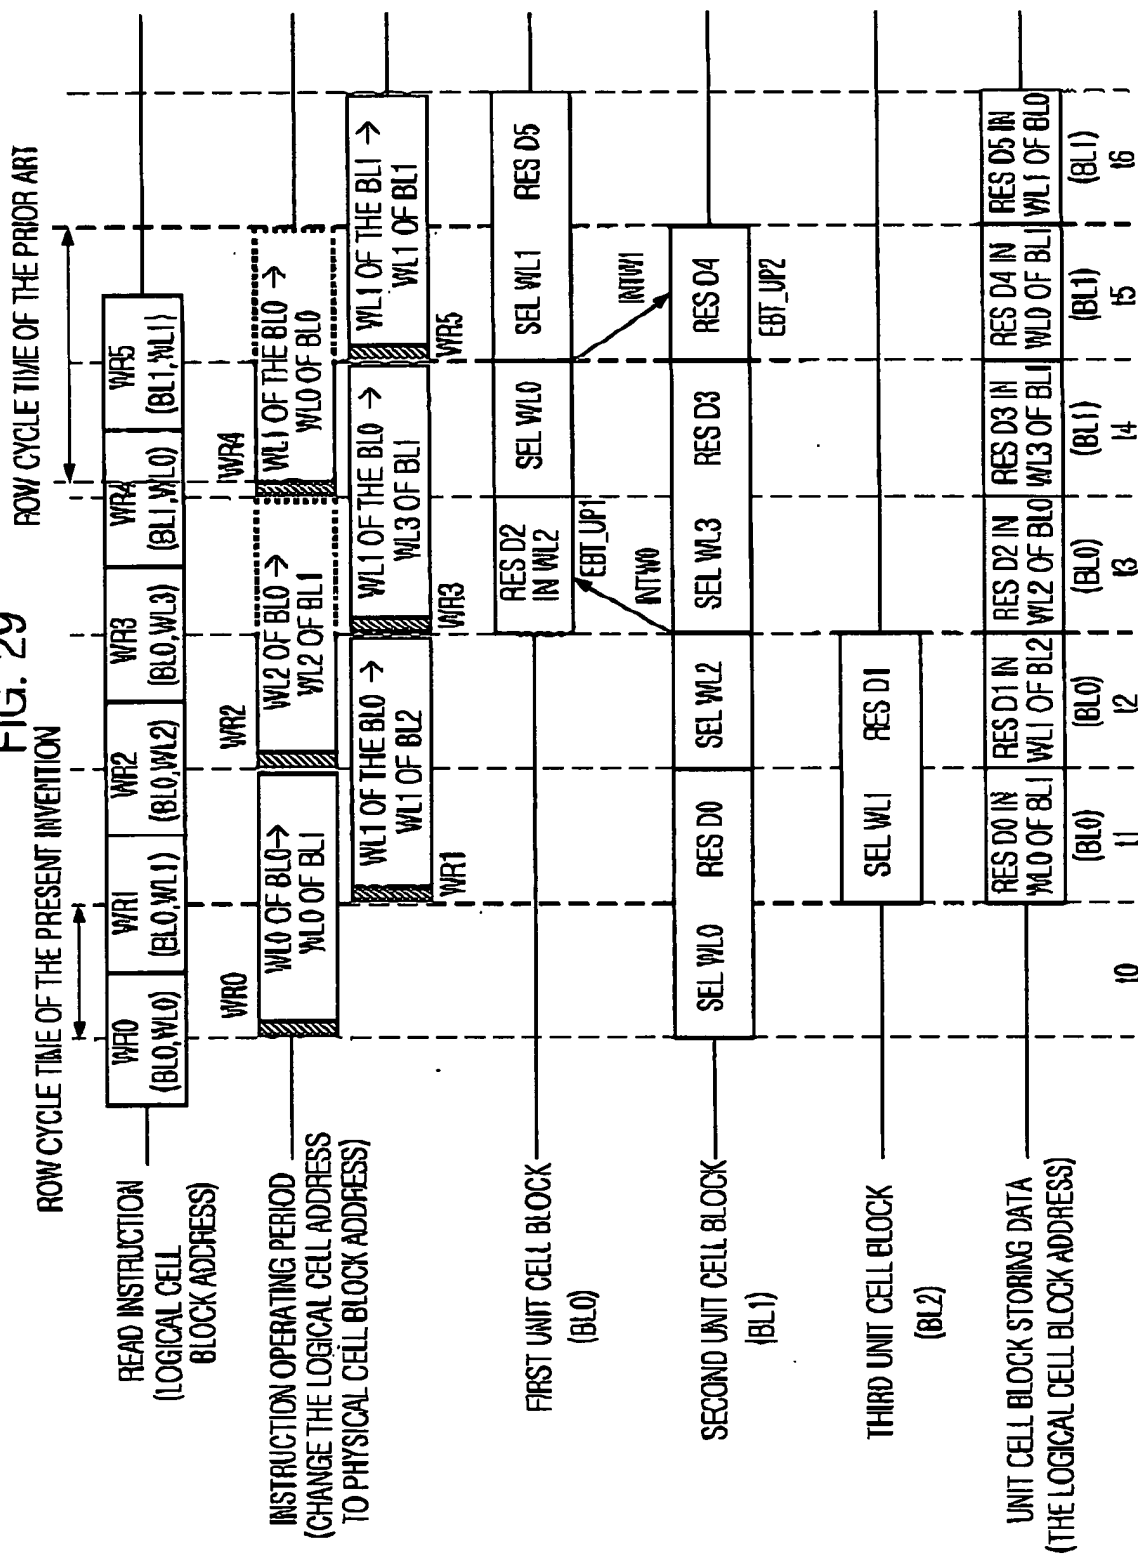 FIG. 29
ROW CYCLE TIME OF THE PRESENT INVENTION
ROW CYCLE TIME OF THE PRIOR ART
READ INSTRUCTION
(LOGICAL CELL
BLOCK ADDRESS)
WR0
(BL0,WL0)
WR1
(BL0,WL1)
WR2
(BL0,WL2)
WR3
(BL0,WL3)
WR4
(BL1,WL0)
WR5
(BL1,WL1)
INSTRUCTION OPERATING PERIOD
(CHANGE THE LOGICAL CELL ADDRESS
TO PHYSICAL CELL BLOCK ADDRESS)
WR0
WL0 OF BL0→
WL0 OF BL1
WR2
WL2 OF BL0→
WL2 OF BL1
WR4
WL1 OF THE BL0 →
WL0 OF BL0
WL1 OF THE BL0 →
WL1 OF BL2
WR1
WL1 OF THE BL0 →
WL3 OF BL1
WR3
WL1 OF THE BL1 →
WL1 OF BL1
WR5
FIRST UNIT CELL BLOCK
(BL0)
RES D2
IN WL2
SEL WL0
SEL WL1
RES D5
EBT_UP1
INTW0
INTW1
SECOND UNIT CELL BLOCK
(BL1)
SEL WL0
RES D0
SEL WL2
SEL WL3
RES D3
RES D4
EBT_UP2
THIRD UNIT CELL BLOCK
(BL2)
SEL WL1
RES D1
UNIT CELL BLOCK STORING DATA
(THE LOGICAL CELL BLOCK ADDRESS)
RES D0 IN
WL0 OF BL1
(BL0)
RES D1 IN
WL1 OF BL2
(BL0)
RES D2 IN
WL2 OF BL0
(BL0)
RES D3 IN
WL3 OF BL1
(BL1)
RES D4 IN
WL0 OF BL1
(BL1)
RES D5 IN
WL1 OF BL0
(BL1)
t0
t1
t2
t3
t4
t5
t6